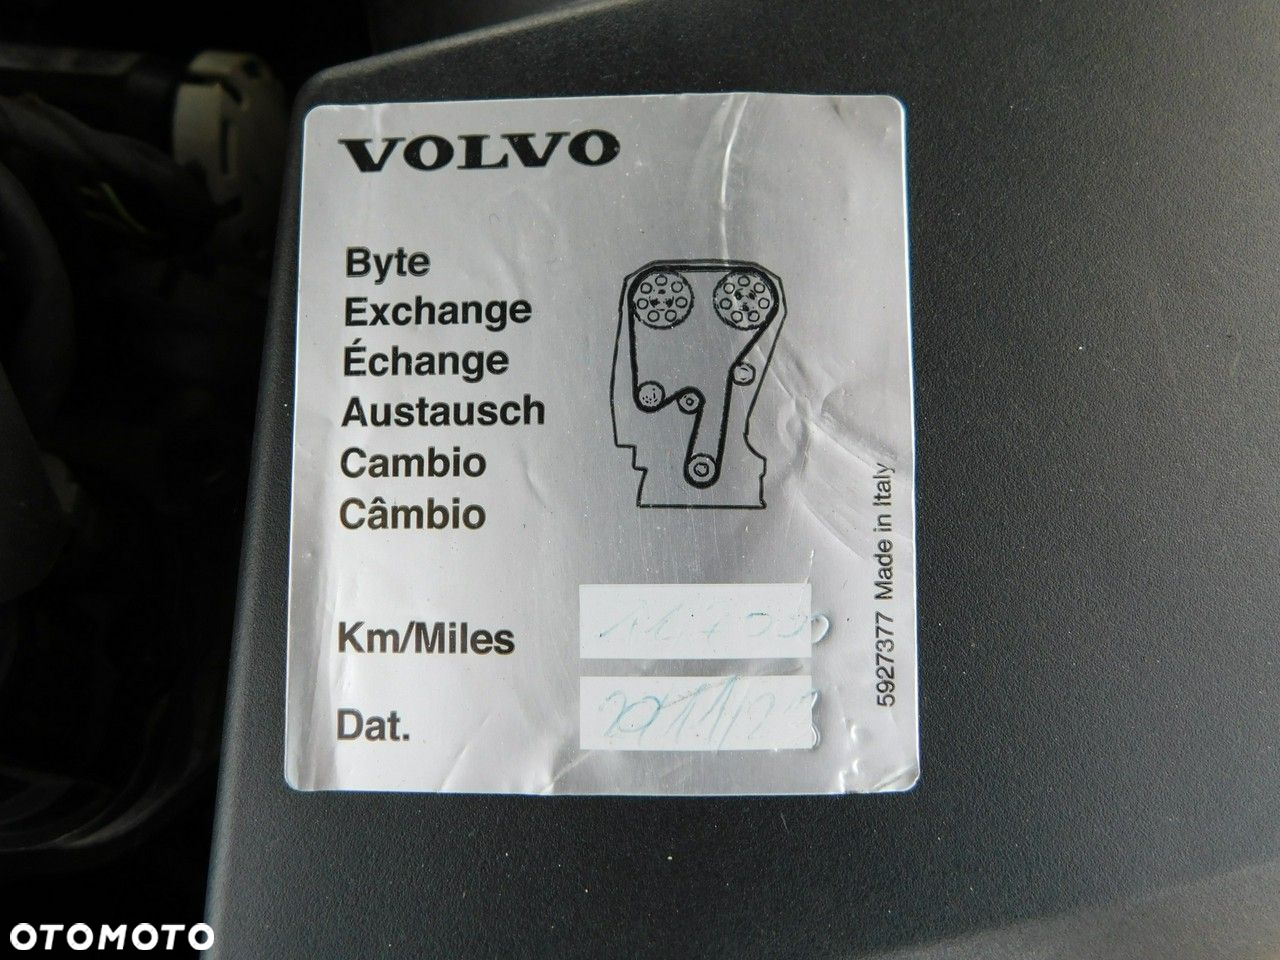 VOLVO
Byte
Exchange
Échange
Austausch
Cambio
Câmbio
Km/Miles
Dat.
5927377 Made in Italy
OTOMOTO